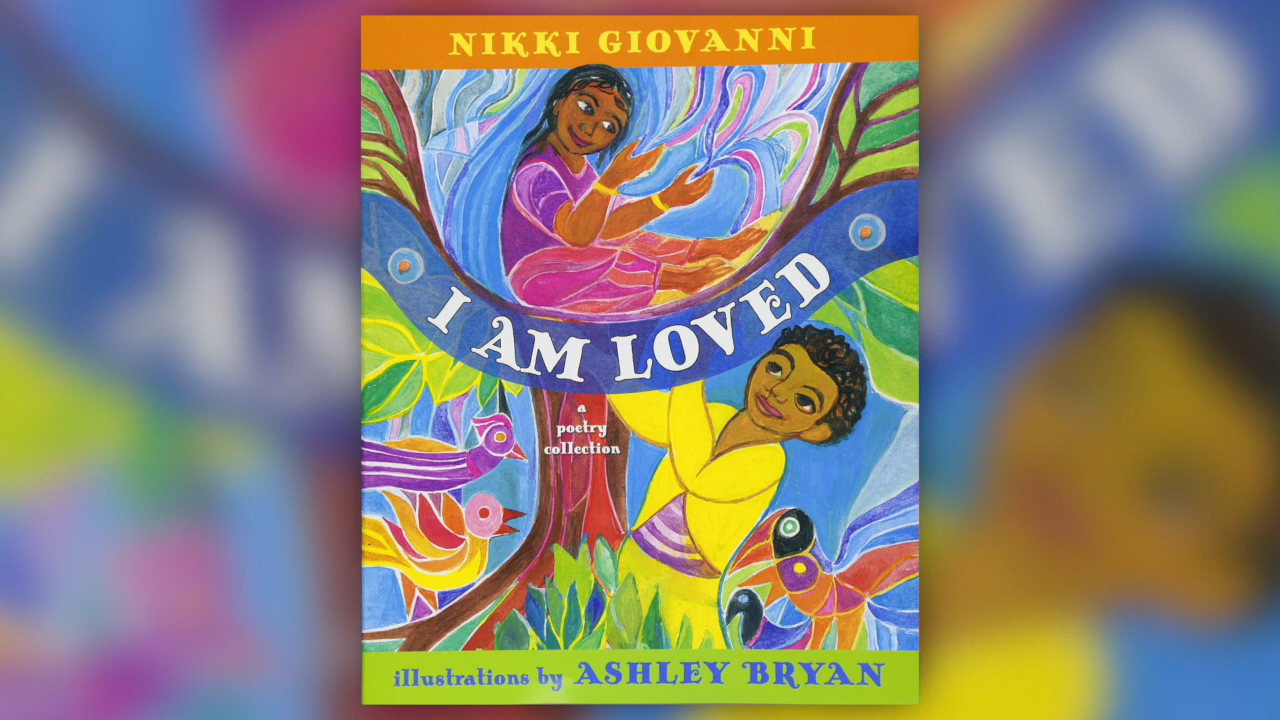 NIKKI GIOVANNI
I AM LOVED
a
poetry
collection
illustrations by ASHLEY BRYAN